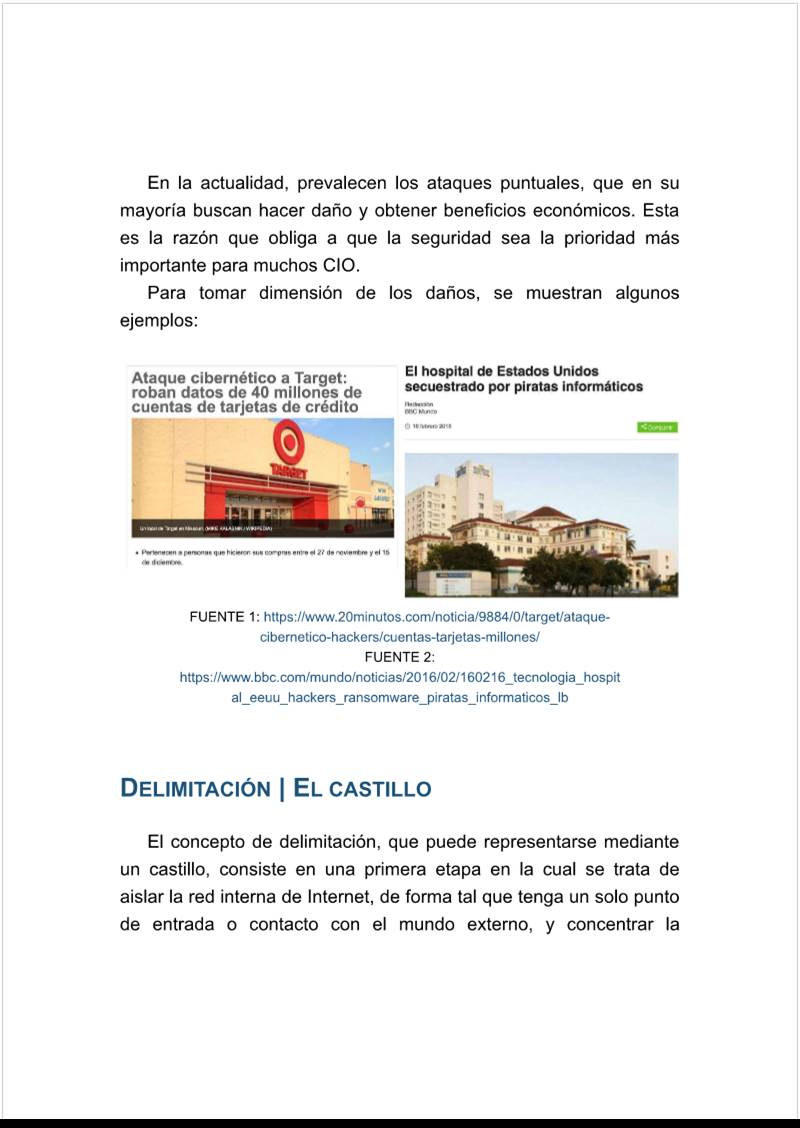 En la actualidad, prevalecen los ataques puntuales, que en su
mayoría buscan hacer daño y obtener beneficios económicos. Esta
es la razón que obliga a que la seguridad sea la prioridad más
importante para muchos CIO.
Para tomar dimensión de los daños, se muestran algunos
ejemplos:
Ataque cibernético a Target:
roban datos de 40 millones de
cuentas de tarjetas de crédito
TARGET
Un local de Target en Missouri. (MIKE KALASNIK / WIKIPEDIA)
• Pertenecen a personas que hicieron sus compras entre el 27 de noviembre y el 15
de diciembre.
El hospital de Estados Unidos
secuestrado por piratas informáticos
Redacción
BBC Mundo
Compartir
FUENTE 1: https://www.20minutos.com/noticia/9884/0/target/ataque-
cibernetico-hackers/cuentas-tarjetas-millones/
FUENTE 2:
https://www.bbc.com/mundo/noticias/2016/02/160216_tecnologia_hospit
al_eeuu_hackers_ransomware_piratas_informaticos_lb
DELIMITACIÓN | EL CASTILLO
El concepto de delimitación, que puede representarse mediante
un castillo, consiste en una primera etapa en la cual se trata de
aislar la red interna de Internet, de forma tal que tenga un solo punto
de entrada o contacto con el mundo externo, y concentrar la